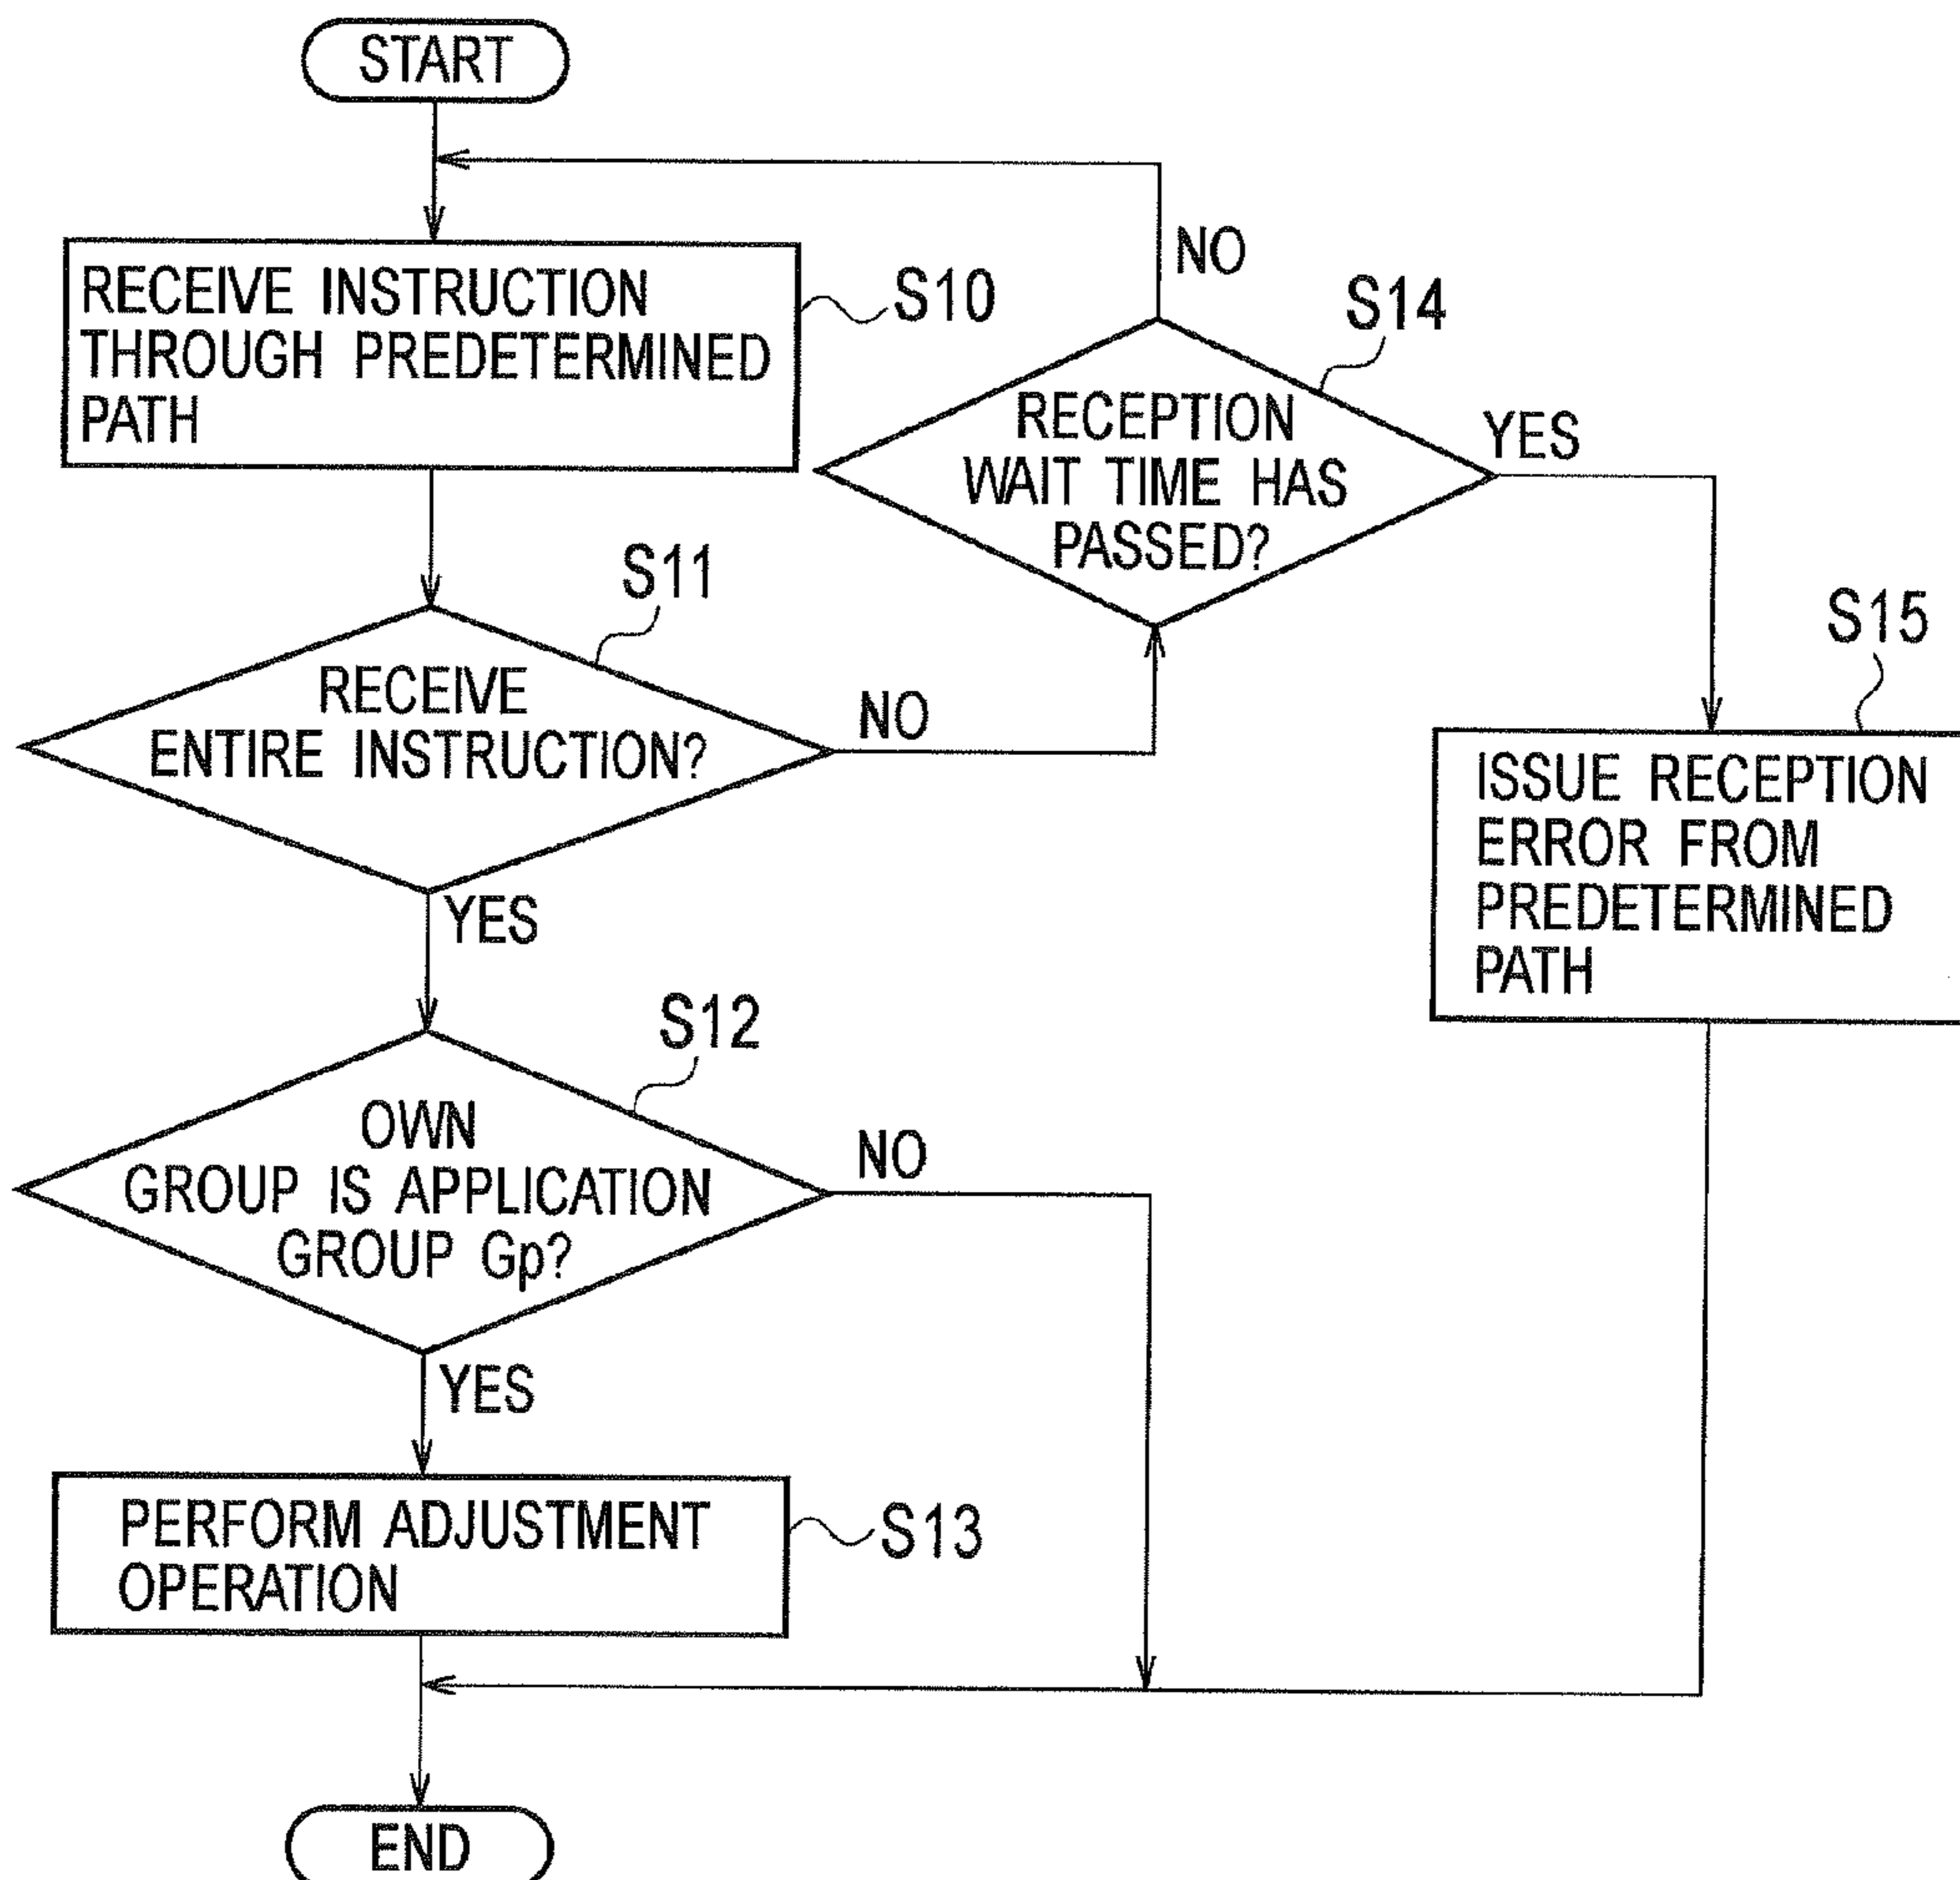 START
RECEIVE INSTRUCTION
THROUGH PREDETERMINED
PATH
S10
RECEIVE
ENTIRE INSTRUCTION?
S11
NO
YES
RECEPTION
WAIT TIME HAS
PASSED?
S14
NO
YES
ISSUE RECEPTION
ERROR FROM
PREDETERMINED
PATH
S15
OWN
GROUP IS APPLICATION
GROUP Gp?
S12
NO
YES
PERFORM ADJUSTMENT
OPERATION
S13
END